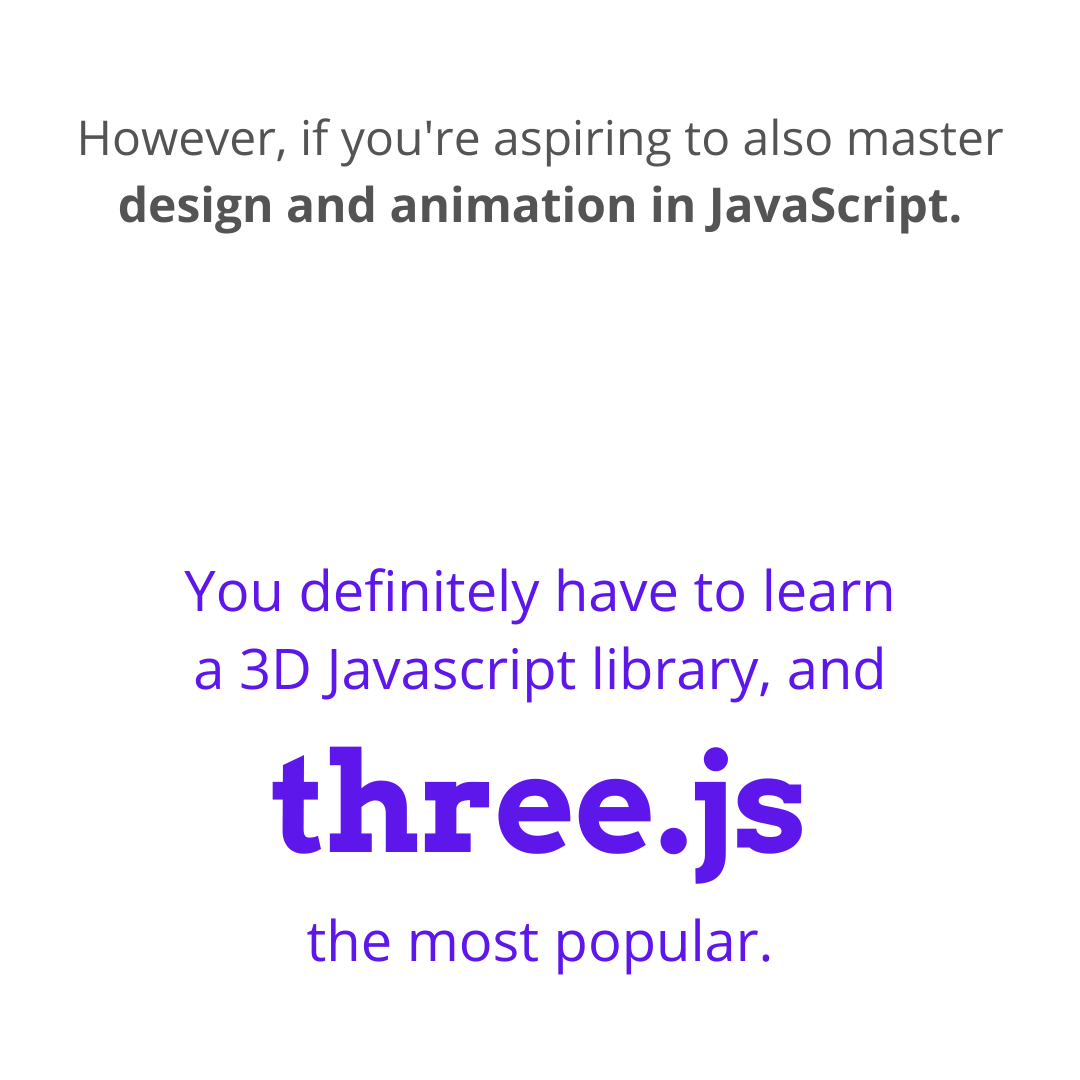 However, if you're aspiring to also master
design and animation in JavaScript.
You definitely have to learn
a 3D Javascript library, and
three.js
the most popular.